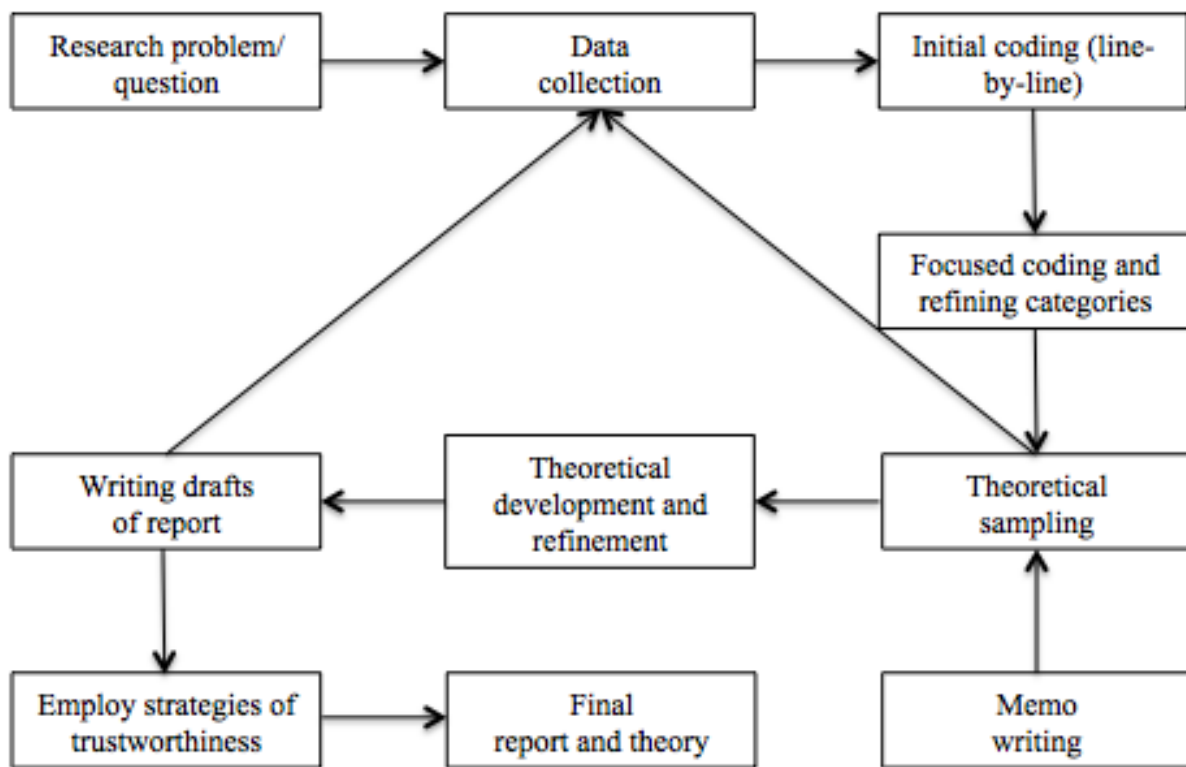 Research problem/
question
Data
collection
Initial coding (line-
by-line)
Focused coding and
refining categories
Writing drafts
of report
Theoretical
development and
refinement
Theoretical
sampling
Employ strategies of
trustworthiness
Final
report and theory
Memo
writing